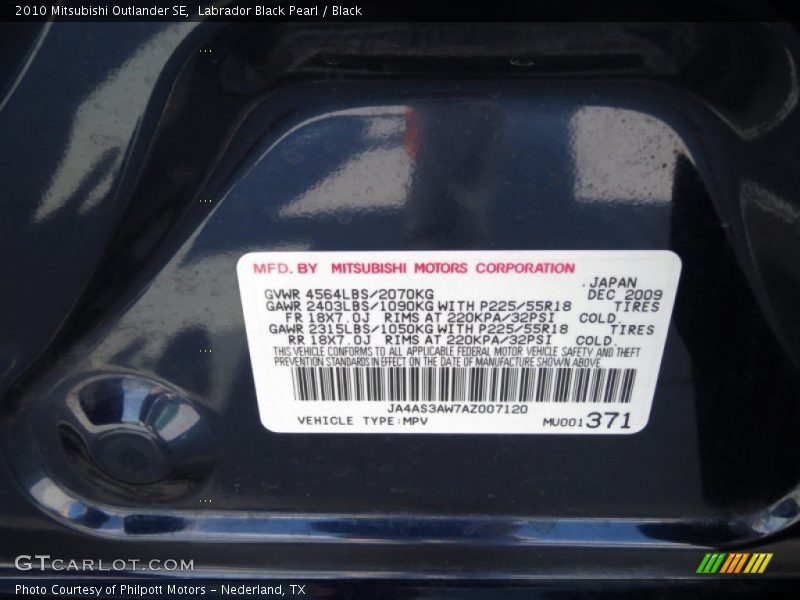 2010 Mitsubishi Outlander SE, Labrador Black Pearl / Black
MFD. BY MITSUBISHI MOTORS CORPORATION
JAPAN
GVWR 4564LBS/2070KG DEC 2009
GAWR 2403LBS/1090KG WITH P225/55R18 TIRES
FR 18X7.0J RIMS AT 220KPA/32PSI COLD.
GAWR 2315LBS/1050KG WITH P225/55R18 TIRES
RR 18X7.0J RIMS AT 220KPA/32PSI COLD.
THIS VEHICLE CONFORMS TO ALL APPLICABLE FEDERAL MOTOR VEHICLE SAFETY AND THEFT
PREVENTION STANDARDS IN EFFECT ON THE DATE OF MANUFACTURE SHOWN ABOVE.
JA4AS3AW7AZ007120
VEHICLE TYPE:MPV MU001371
GTCARLOT.COM
Photo Courtesy of Philpott Motors - Nederland, TX